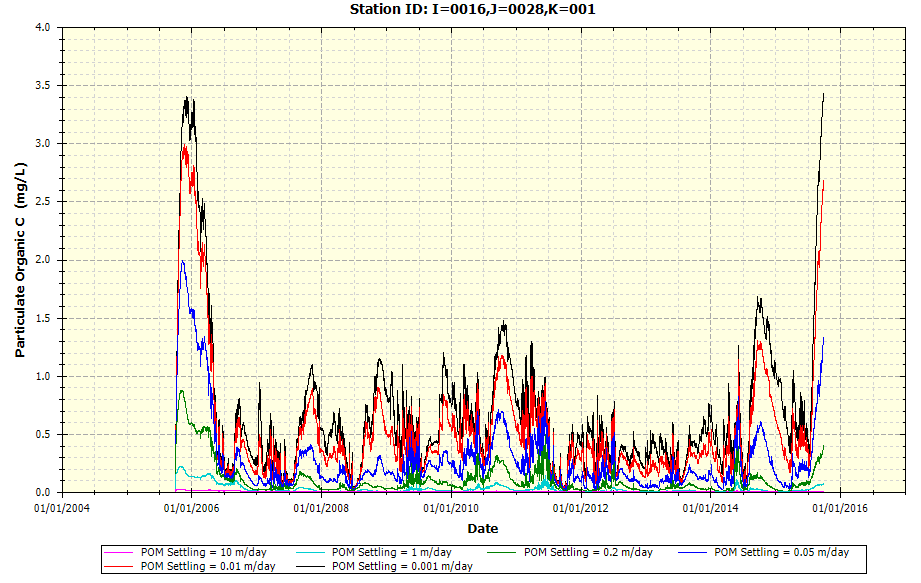 Station ID: I=0016,J=0028,K=001
4.0
3.5
3.0
2.5
2.0
1.5
1.0
0.5
0.0
Particulate Organic C (mg/L)
01/01/2004 01/01/2006 01/01/2008 01/01/2010 01/01/2012 01/01/2014 01/01/2016
Date
POM Settling = 10 m/day POM Settling = 1 m/day POM Settling = 0.2 m/day POM Settling = 0.05 m/day
POM Settling = 0.01 m/day POM Settling = 0.001 m/day